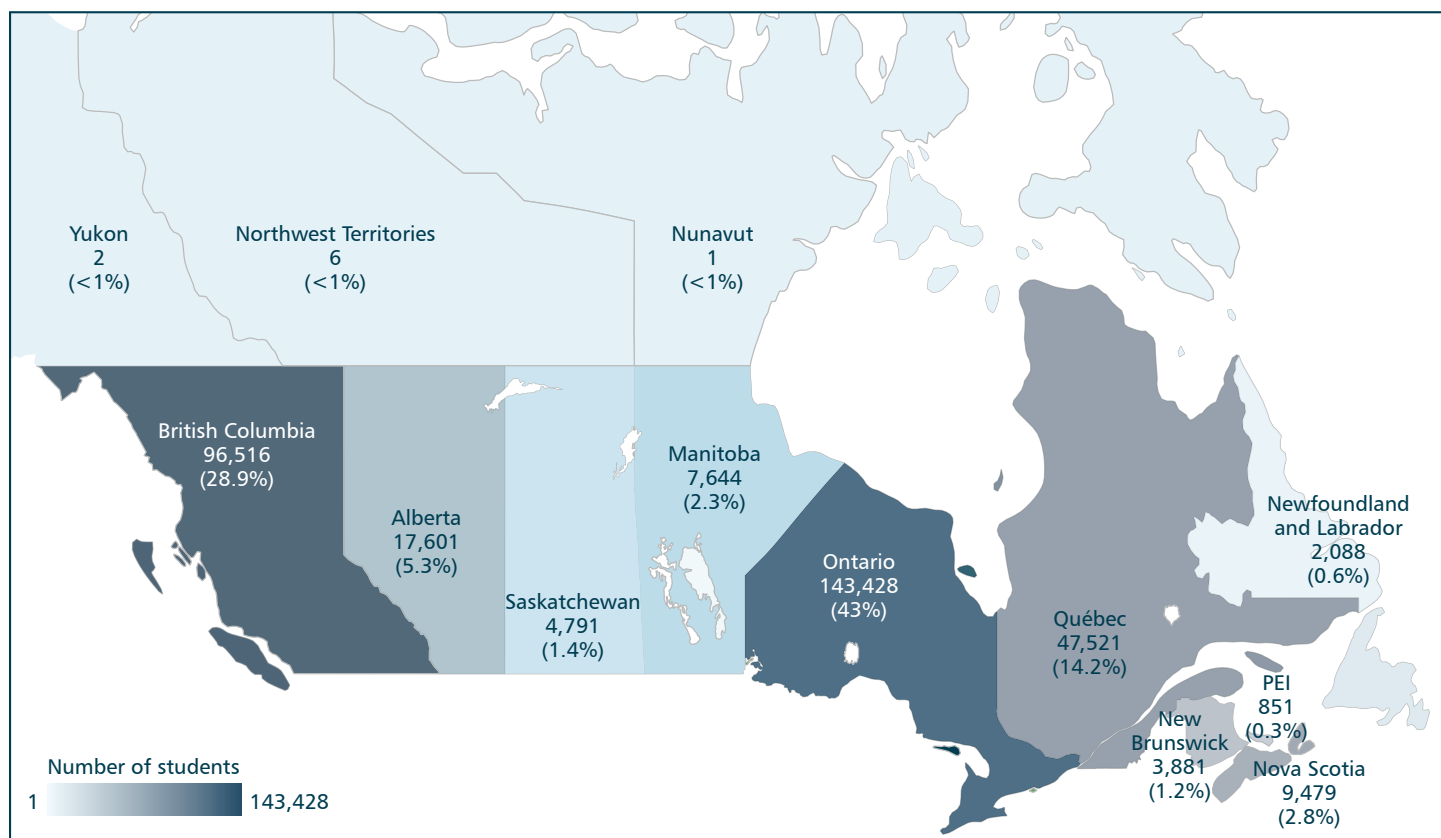 Yukon
2
(<1%)
Northwest Territories
6
(<1%)
Nunavut
1
(<1%)
British Columbia
96,516
(28.9%)
Alberta
17,601
(5.3%)
Saskatchewan
4,791
(1.4%)
Manitoba
7,644
(2.3%)
Ontario
143,428
(43%)
Québec
47,521
(14.2%)
Newfoundland
and Labrador
2,088
(0.6%)
PEI
851
(0.3%)
New
Brunswick
3,881
(1.2%)
Nova Scotia
9,479
(2.8%)
Number of students
1
143,428